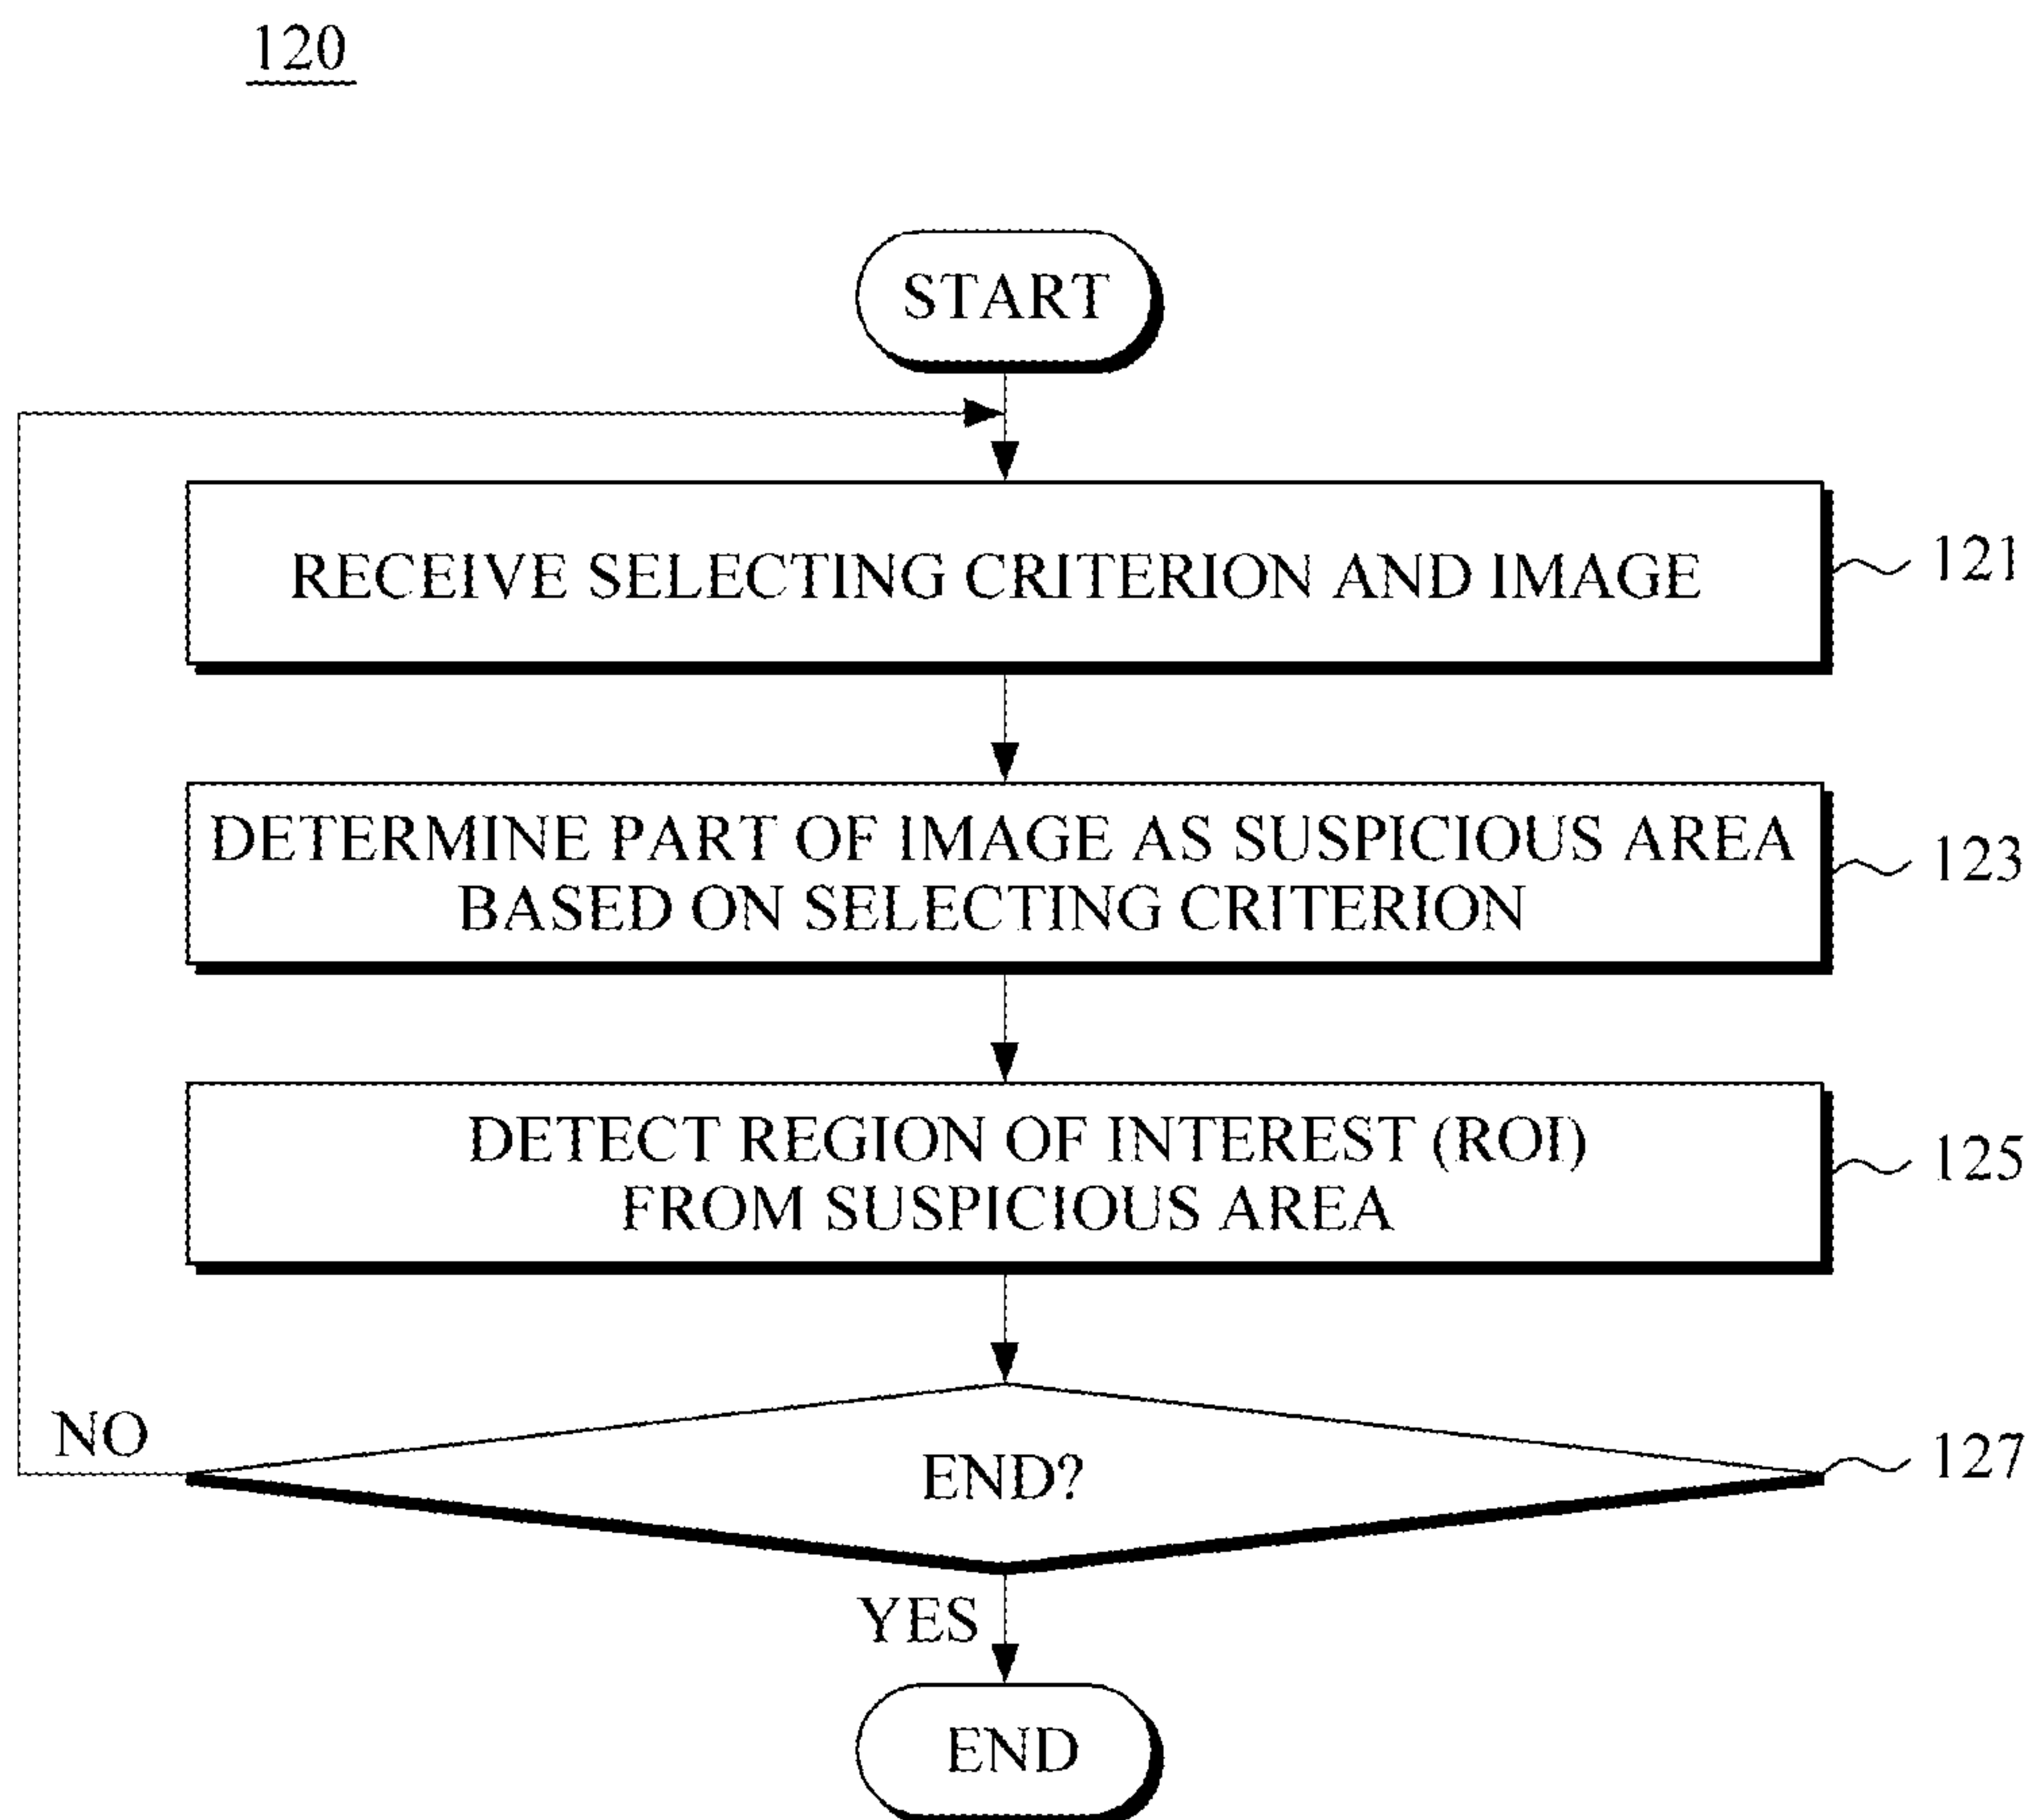 120
START
RECEIVE SELECTING CRITERION AND IMAGE
121
DETERMINE PART OF IMAGE AS SUSPICIOUS AREA
BASED ON SELECTING CRITERION
123
DETECT REGION OF INTEREST (ROI)
FROM SUSPICIOUS AREA
125
NO
END?
127
YES
END